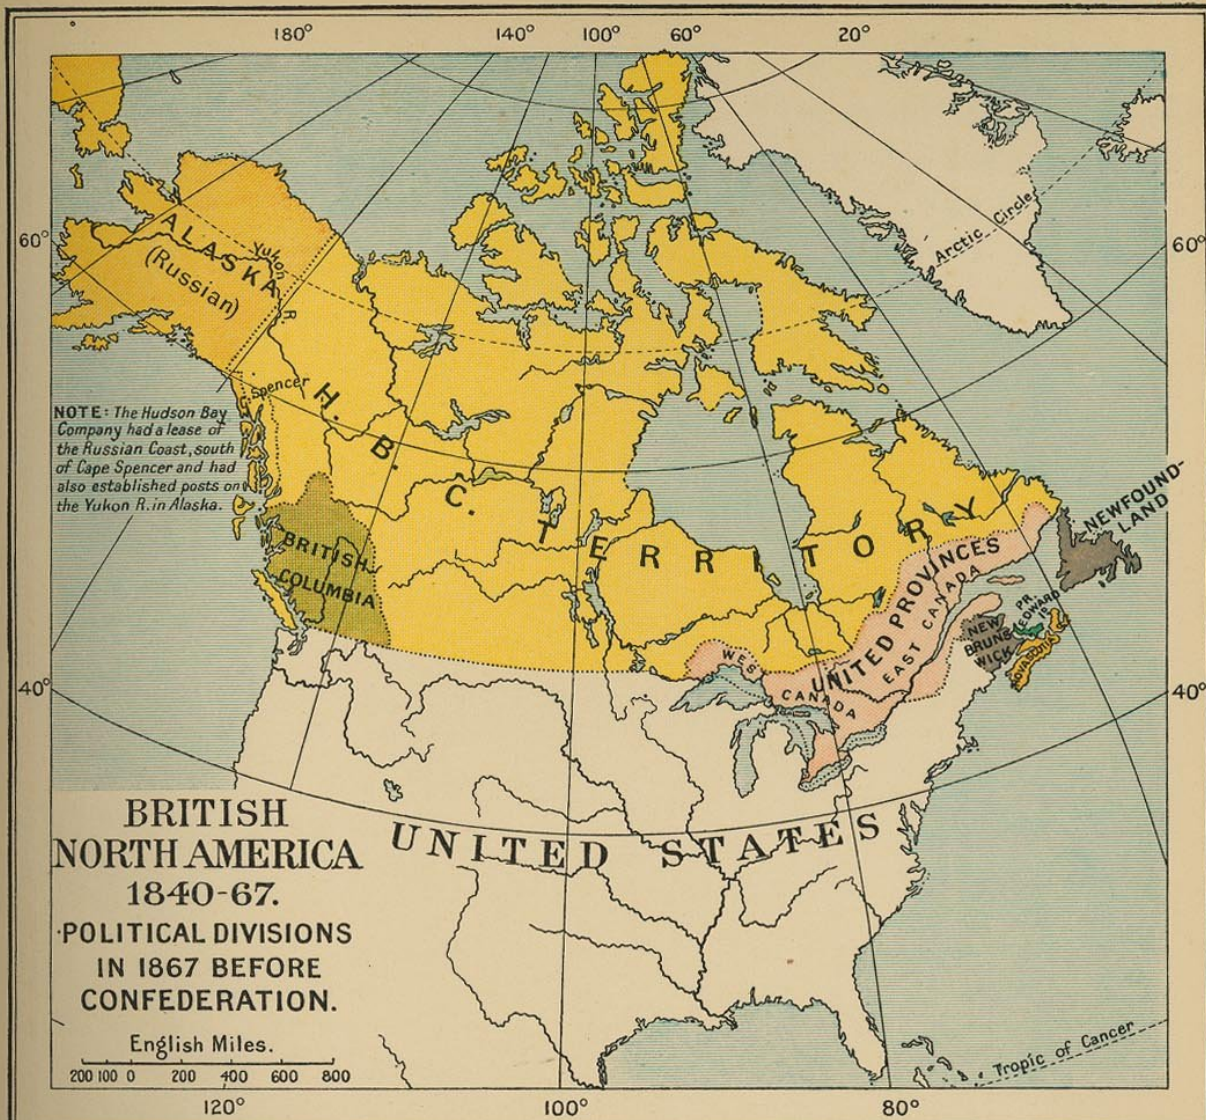 180° 140° 100° 60° 20°
60°
60°
40°
40°
ALASKA
(Russian)
Yukon
R.
Spencer
NOTE: The Hudson Bay
Company had a lease of
the Russian Coast, south
of Cape Spencer and had
also established posts on
the Yukon R. in Alaska.
H. B. C. TERRITORY
Arctic Circle
BRITISH
COLUMBIA
UNITED PROVINCES
EAST CANADA
WEST
CANADA
NEWFOUND-
LAND
PR.
EDWARD
IS.
NEW
BRUNS
WICK
NOVA SCOTIA
UNITED STATES
BRITISH
NORTH AMERICA
1840-67.
POLITICAL DIVISIONS
IN 1867 BEFORE
CONFEDERATION.
English Miles.
200 100 0 200 400 600 800
Tropic of Cancer
120° 100° 80°